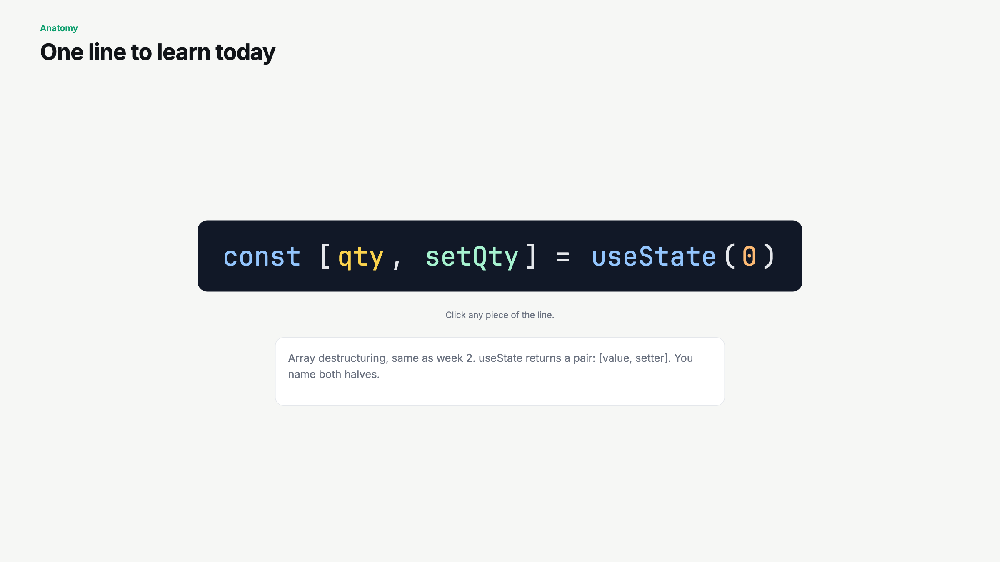 Anatomy
One line to learn today
const [qty, setQty] = useState(0)
Click any piece of the line.
Array destructuring, same as week 2. useState returns a pair: [value, setter]. You
name both halves.